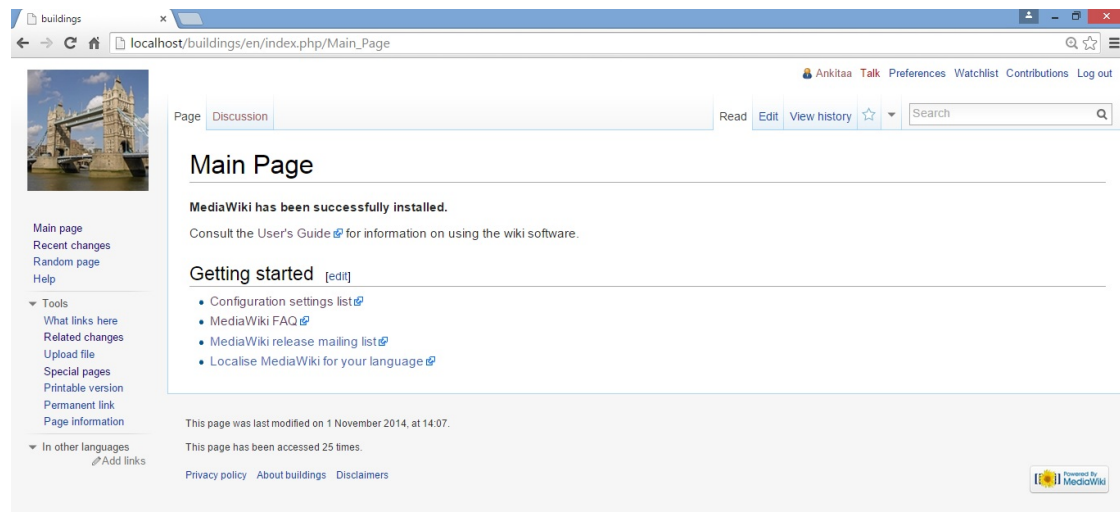 buildings
localhost/buildings/en/index.php/Main_Page
Ankitaa Talk Preferences Watchlist Contributions Log out
Page Discussion Read Edit View history Search
Main Page
MediaWiki has been successfully installed.
Consult the User's Guide for information on using the wiki software.
Getting started [edit]
Configuration settings list
MediaWiki FAQ
MediaWiki release mailing list
Localise MediaWiki for your language
Main page
Recent changes
Random page
Help
Tools
What links here
Related changes
Upload file
Special pages
Printable version
Permanent link
Page information
In other languages
Add links
This page was last modified on 1 November 2014, at 14:07.
This page has been accessed 25 times.
Privacy policy About buildings Disclaimers
Powered By
MediaWiki